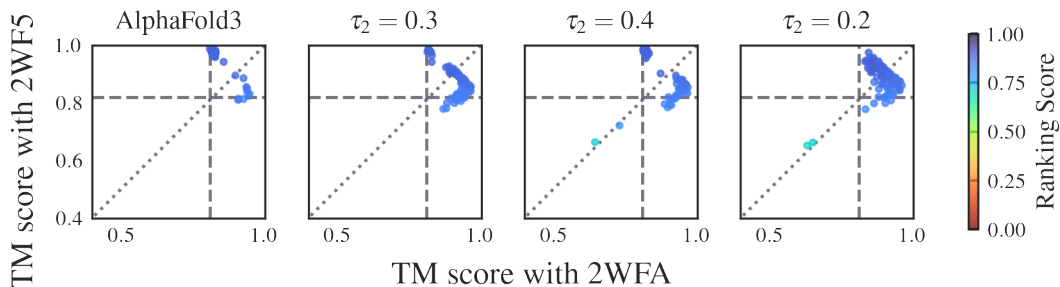 AlphaFold3
τ₂ = 0.3
τ₂ = 0.4
τ₂ = 0.2
TM score with 2WF5
1.0
0.8
0.6
0.4
0.5 1.0
0.5 1.0
0.5 1.0
0.5 1.0
TM score with 2WFA
1.00
0.75
0.50
0.25
0.00
Ranking Score